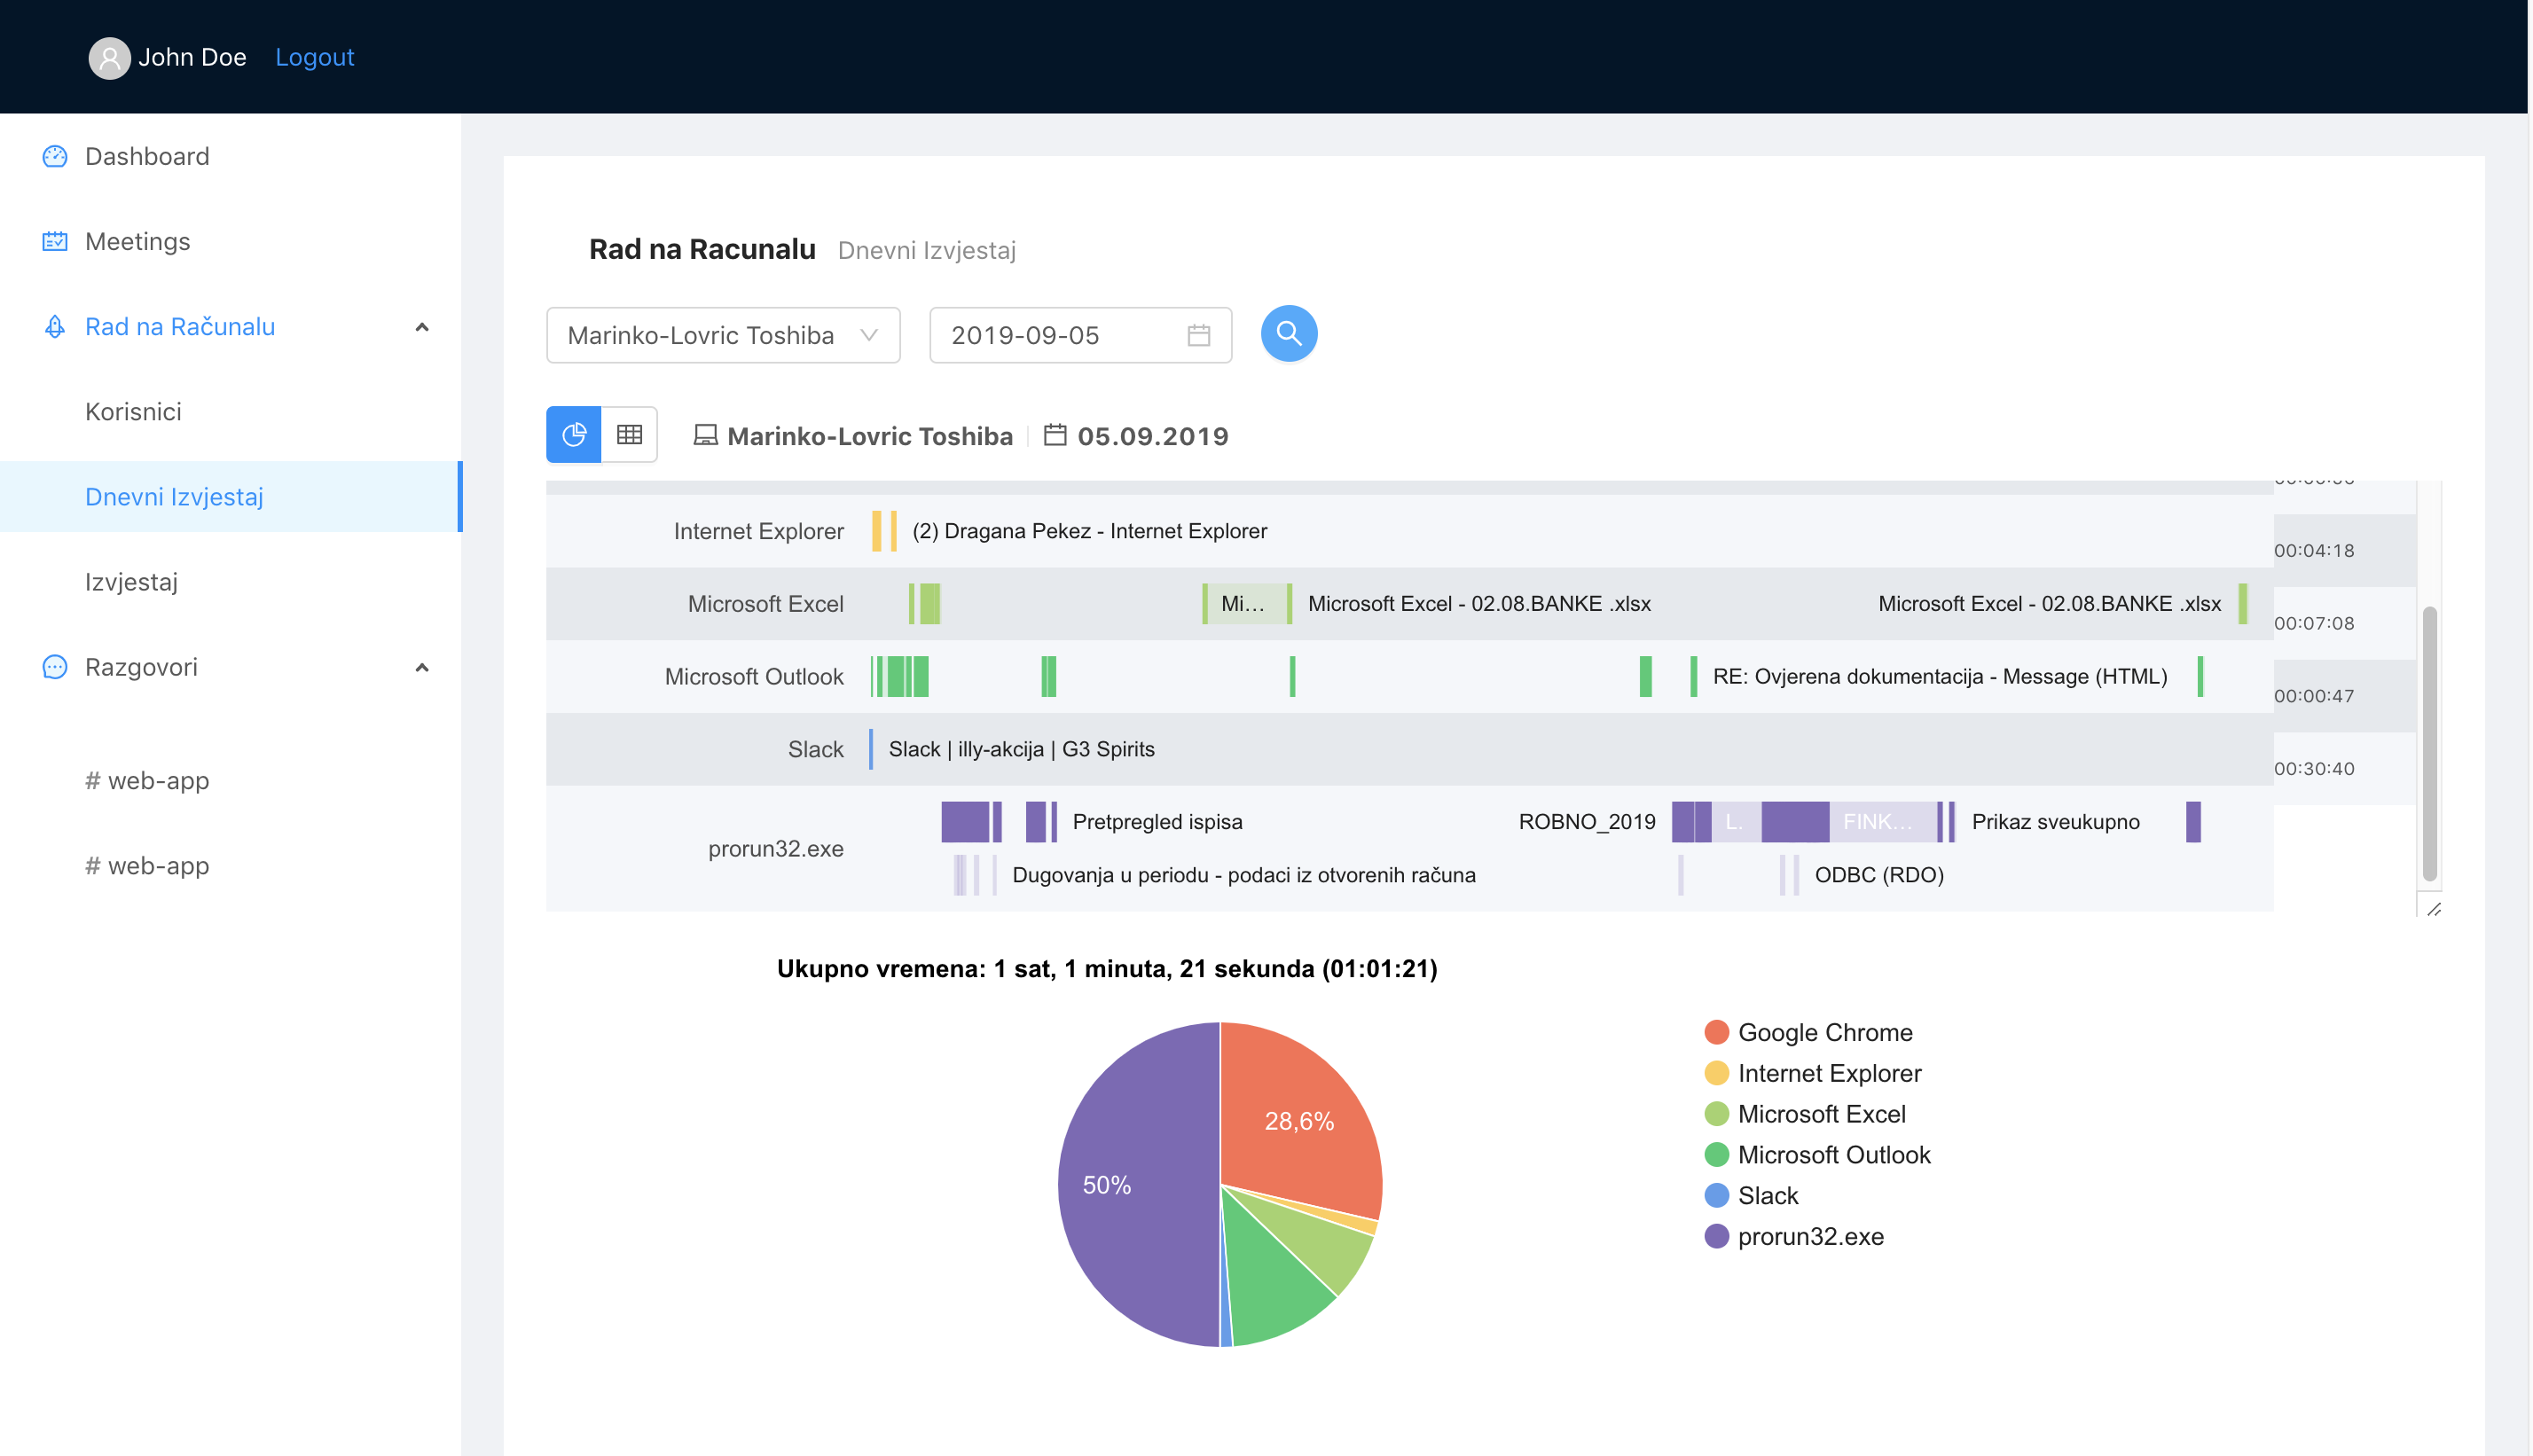 John Doe Logout
Dashboard
Meetings
Rad na Računalu
Korisnici
Dnevni Izvjestaj
Izvjestaj
Razgovori
# web-app
# web-app
Rad na Racunalu Dnevni Izvjestaj
Marinko-Lovric Toshiba 2019-09-05
Marinko-Lovric Toshiba 05.09.2019
Internet Explorer (2) Dragana Pekez - Internet Explorer
00:04:18
Microsoft Excel Mi... Microsoft Excel - 02.08.BANKE .xlsx Microsoft Excel - 02.08.BANKE .xlsx
00:07:08
Microsoft Outlook RE: Ovjerena dokumentacija - Message (HTML)
00:00:47
Slack Slack | illy-akcija | G3 Spirits
00:30:40
prorun32.exe Pretpregled ispisa ROBNO_2019 L. FINK... Prikaz sveukupno
Dugovanja u periodu - podaci iz otvorenih računa ODBC (RDO)
Ukupno vremena: 1 sat, 1 minuta, 21 sekunda (01:01:21)
28,6%
50%
Google Chrome
Internet Explorer
Microsoft Excel
Microsoft Outlook
Slack
prorun32.exe